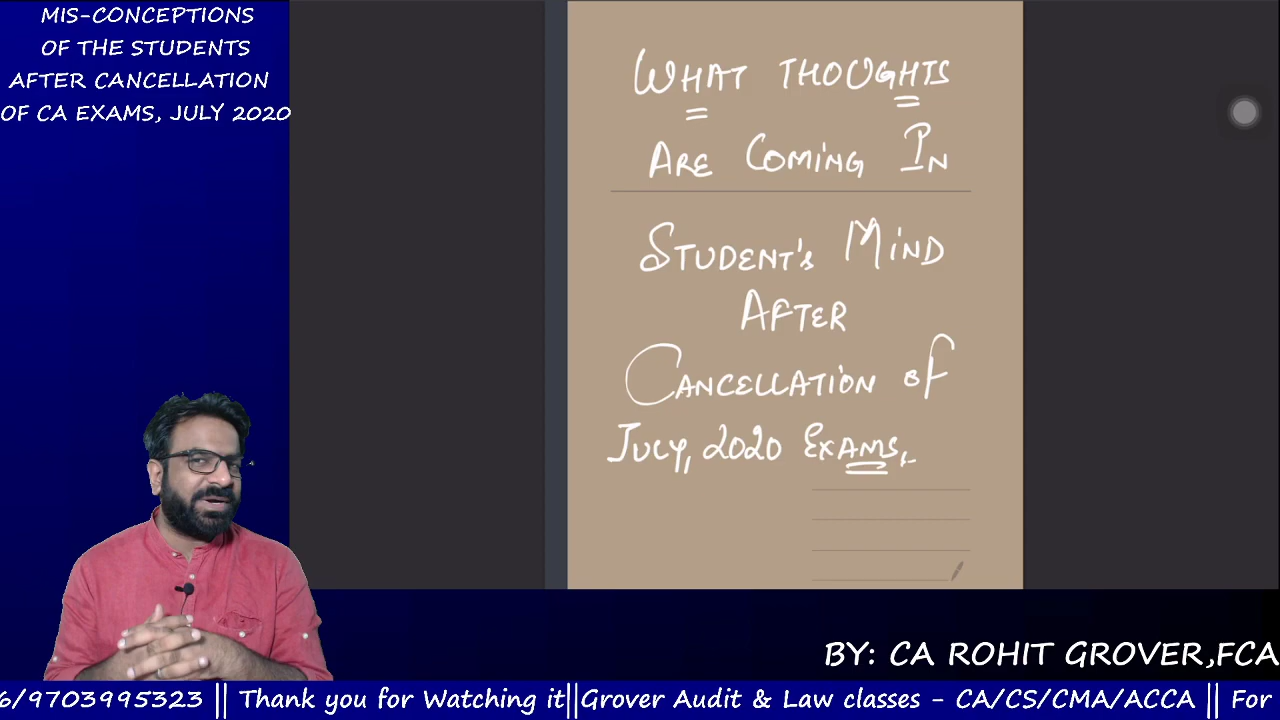 MIS-CONCEPTIONS
OF THE STUDENTS
AFTER CANCELLATION
OF CA EXAMS, JULY 2020
WHAT THOUGHTS
ARE COMING IN
STUDENT'S MIND
AFTER
CANCELLATION OF
JULY, 2020 EXAMS,
BY: CA ROHIT GROVER,FCA
6/9703995323 || Thank you for Watching it||Grover Audit & Law classes - CA/CS/CMA/ACCA || For